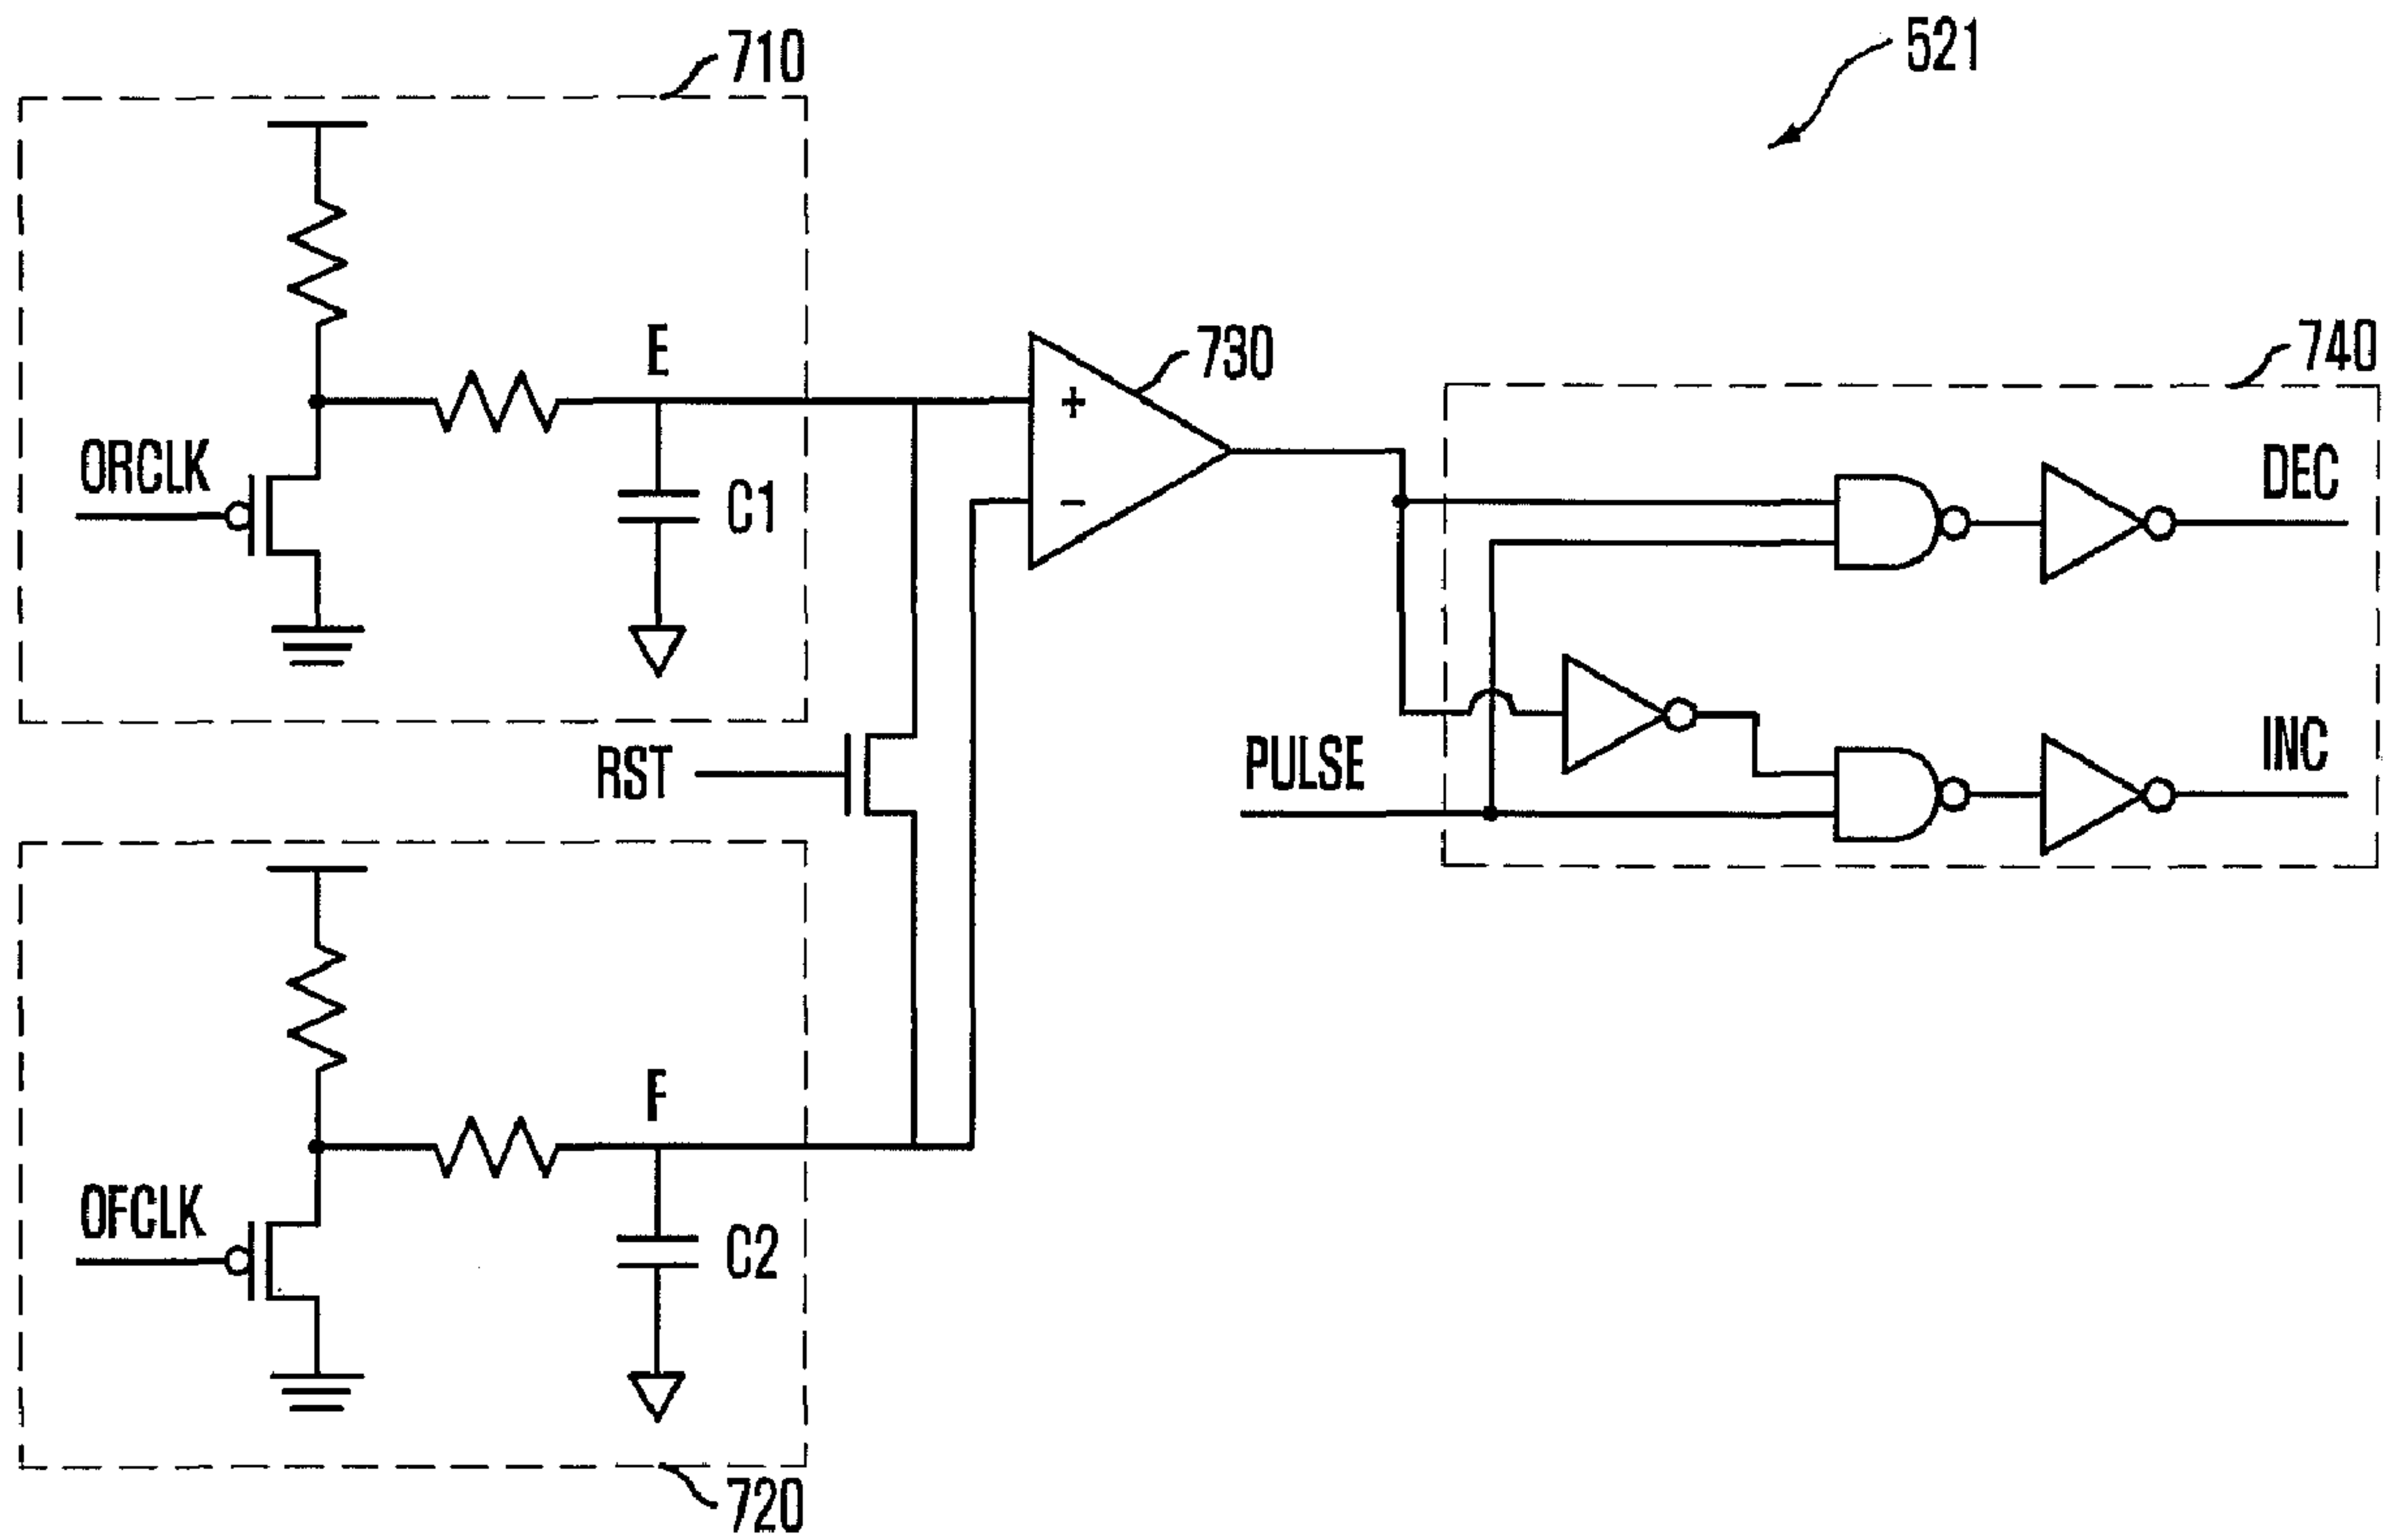 710
521
E
730
740
ORCLK
C1
+
-
DEC
RST
PULSE
INC
F
OFCLK
C2
720